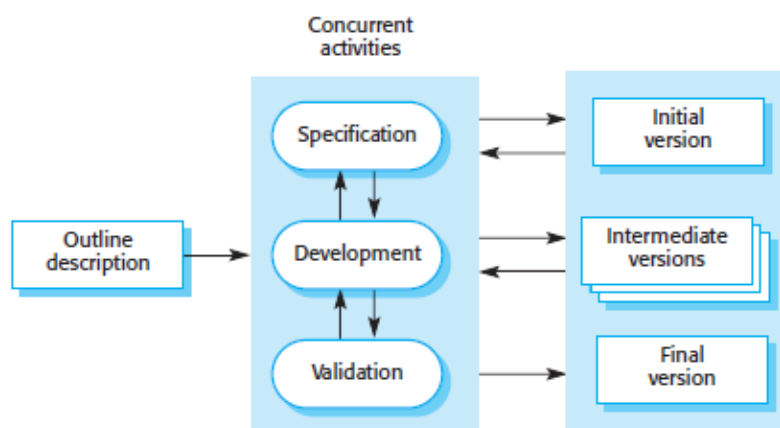 Concurrent
activities
Specification
Initial
version
Outline
description
Development
Intermediate
versions
Validation
Final
version